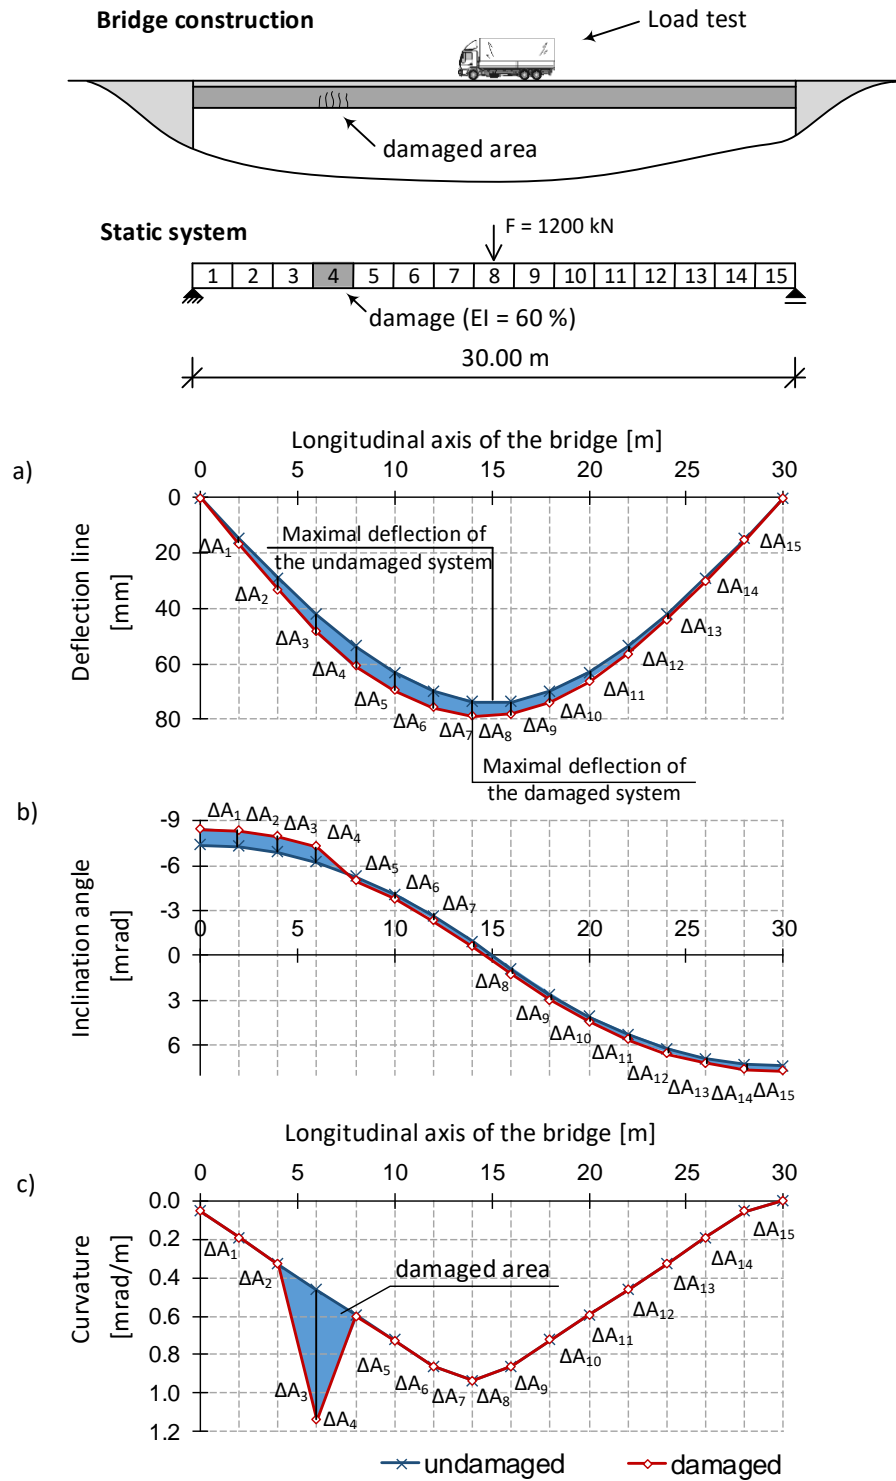 Bridge construction
Load test
damaged area
Static system
F = 1200 kN
1 2 3 4 5 6 7 8 9 10 11 12 13 14 15
damage (EI = 60 %)
30.00 m
Longitudinal axis of the bridge [m]
a)
0 5 10 15 20 25 30
Deflection line
[mm]
0
20
40
60
80
Maximal deflection of
the undamaged system
ΔA1
ΔA2
ΔA3
ΔA4
ΔA5
ΔA6
ΔA7
ΔA8
ΔA9
ΔA10
ΔA11
ΔA12
ΔA13
ΔA14
ΔA15
Maximal deflection of
the damaged system
b)
Inclination angle
[mrad]
-9
-6
-3
0
3
6
0 5 10 15 20 25 30
ΔA1
ΔA2
ΔA3
ΔA4
ΔA5
ΔA6
ΔA7
ΔA8
ΔA9
ΔA10
ΔA11
ΔA12
ΔA13
ΔA14
ΔA15
Longitudinal axis of the bridge [m]
c)
0 5 10 15 20 25 30
Curvature
[mrad/m]
0.0
0.2
0.4
0.6
0.8
1.0
1.2
damaged area
ΔA1
ΔA2
ΔA3
ΔA4
ΔA5
ΔA6
ΔA7
ΔA8
ΔA9
ΔA10
ΔA11
ΔA12
ΔA13
ΔA14
ΔA15
undamaged
damaged